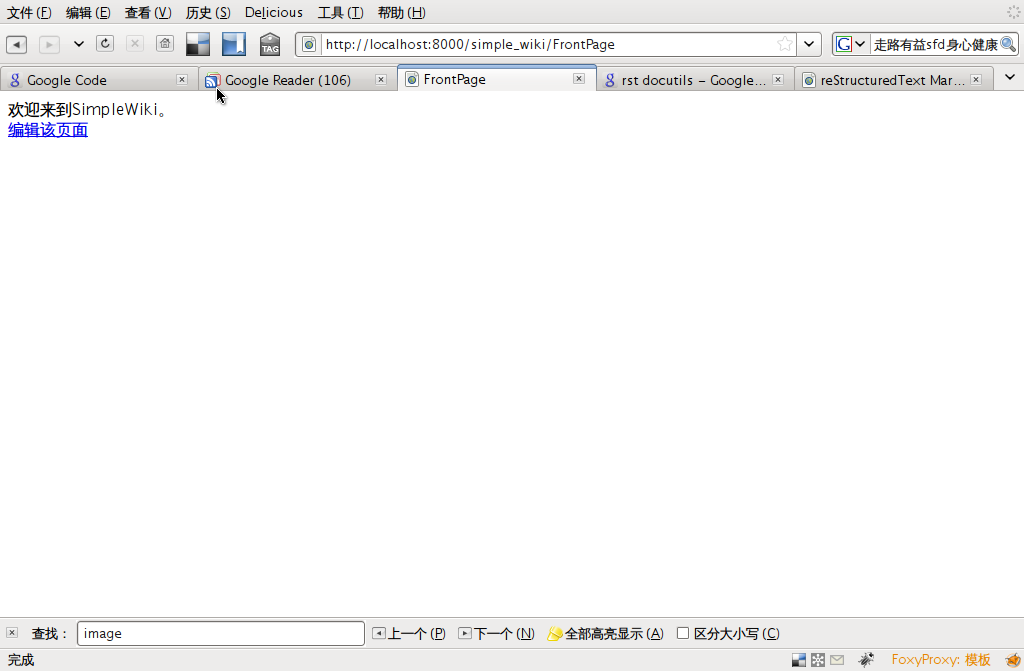 文件 (F) 编辑 (E) 查看 (V) 历史 (S) Delicious 工具 (T) 帮助 (H)
TAG http://localhost:8000/simple_wiki/FrontPage G 走路有益sfd身心健康
Google Code Google Reader (106) FrontPage rst docutils – Google... reStructuredText Mar...
欢迎来到SimpleWiki。
编辑该页面
查找： image 上一个 (P) 下一个 (N) 全部高亮显示 (A) 区分大小写 (C)
完成 FoxyProxy: 模板